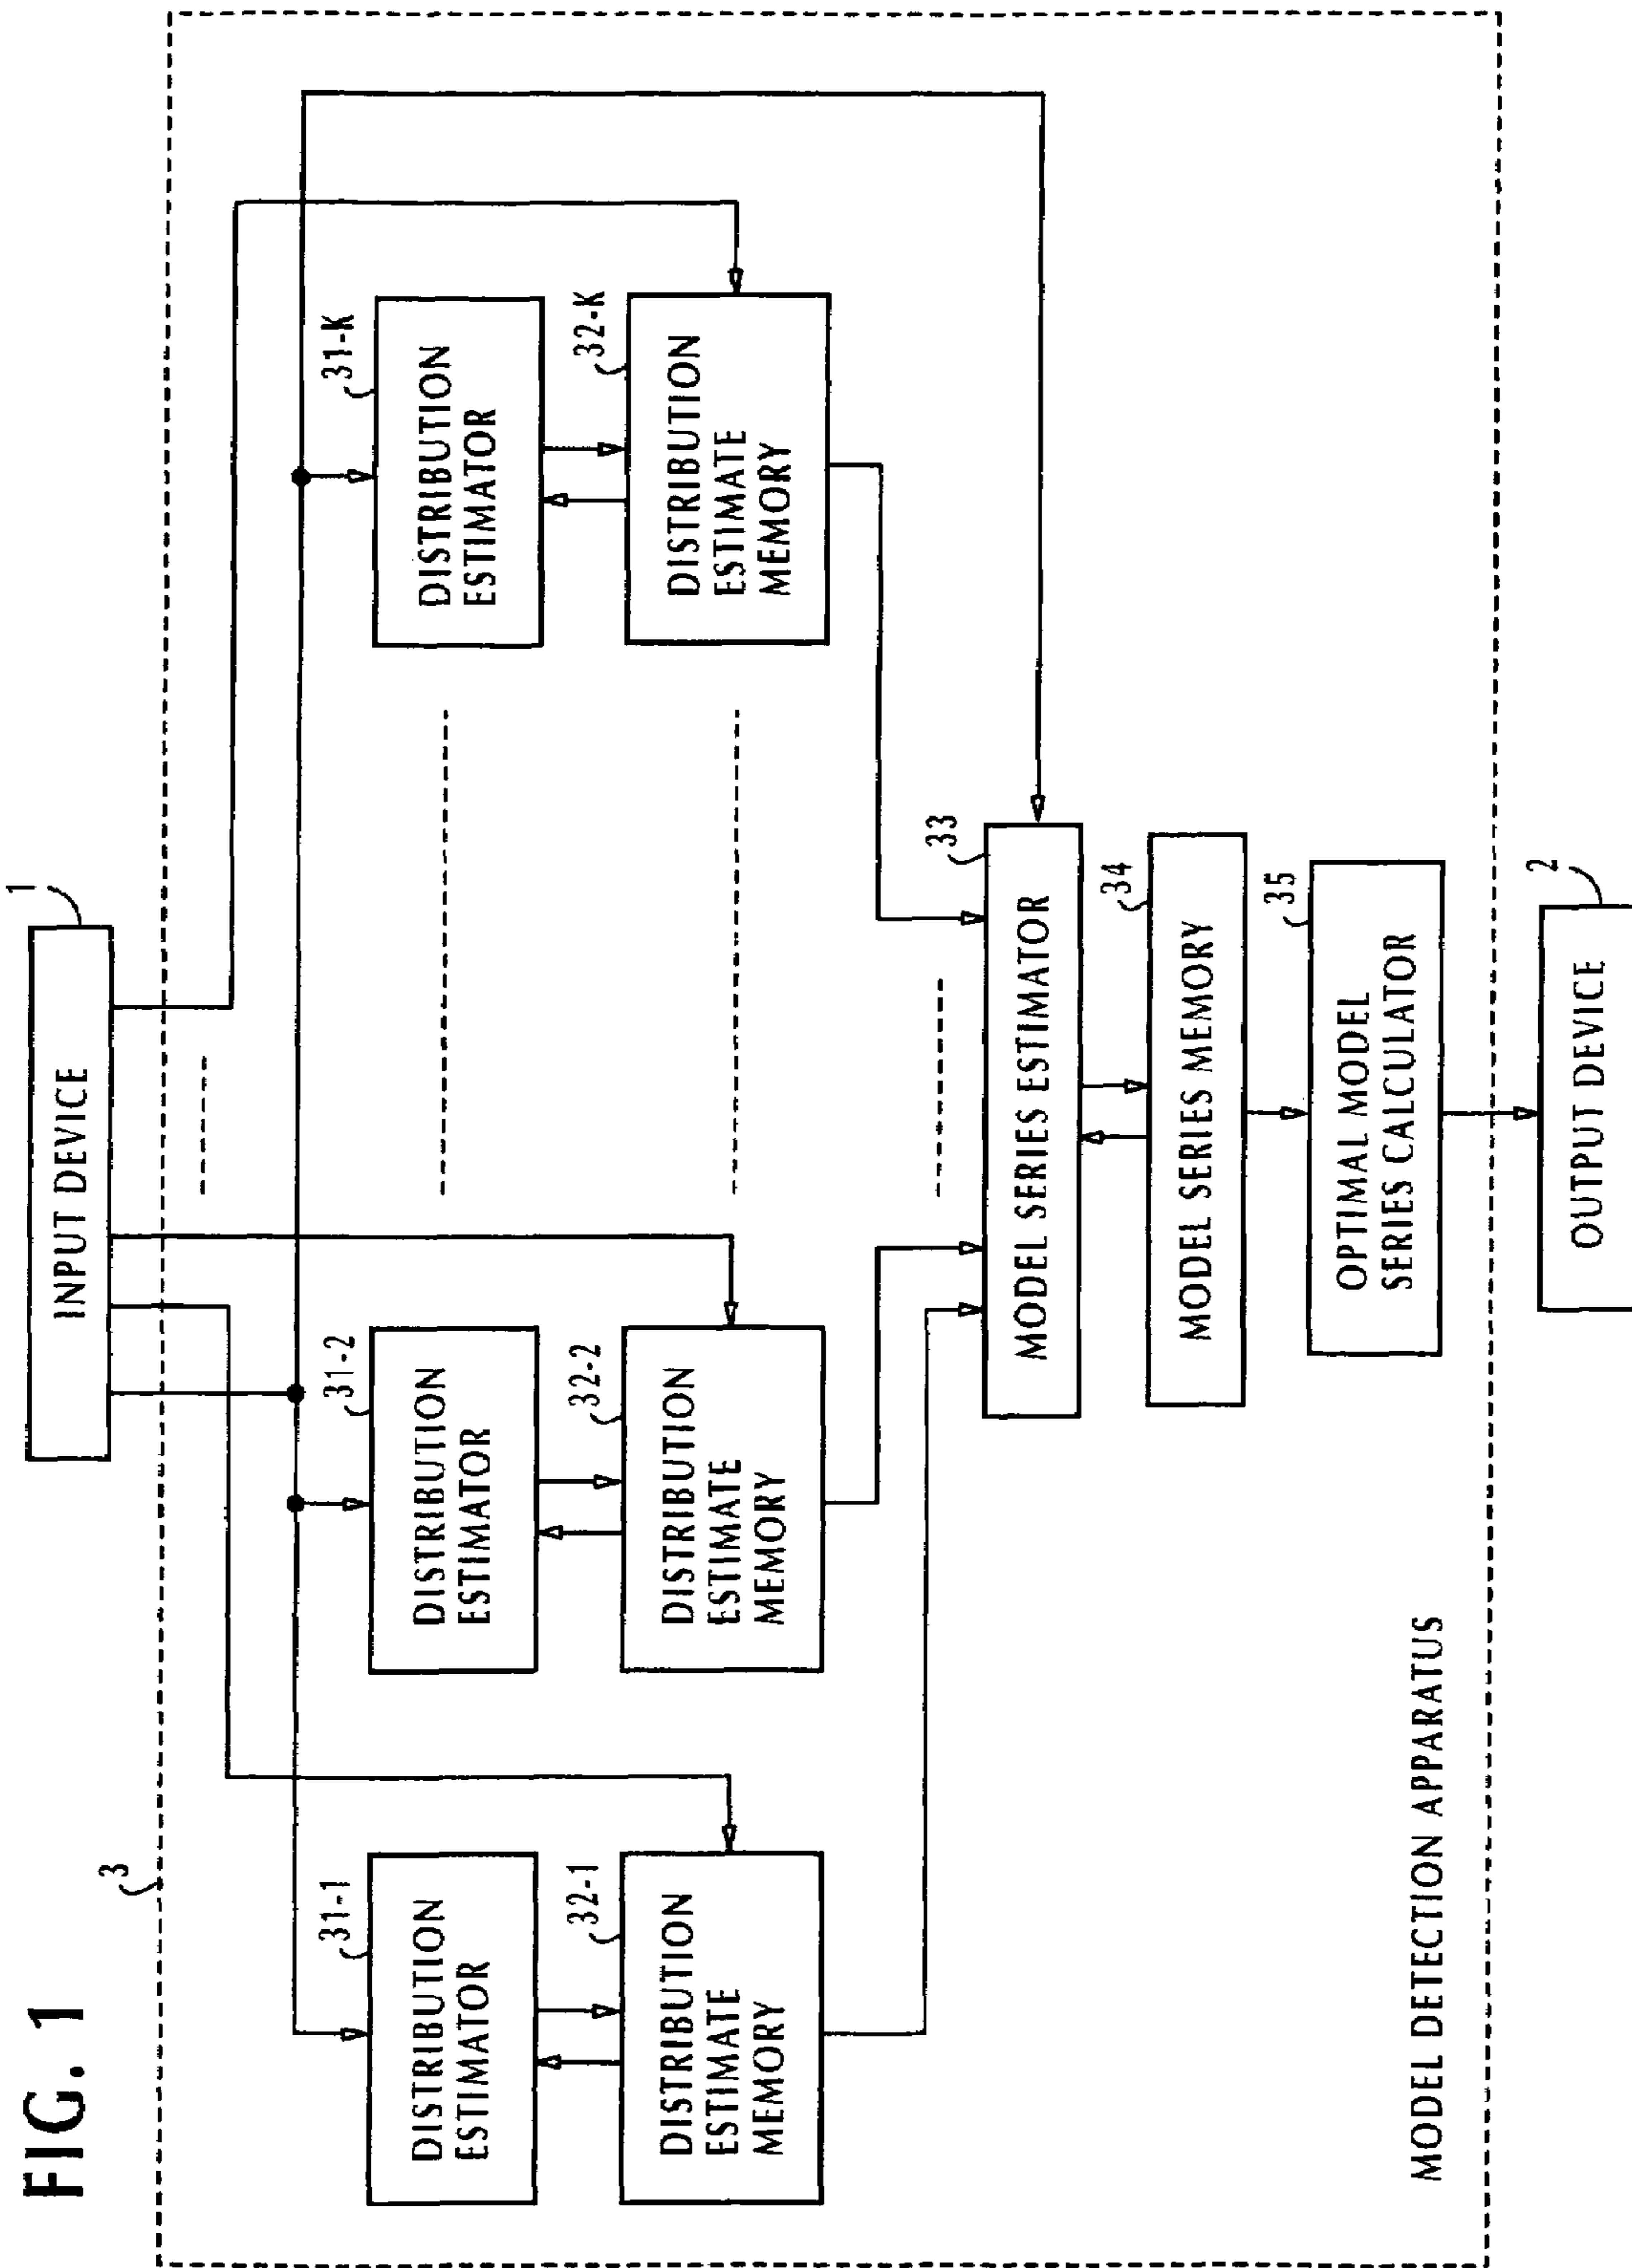 FIG. 1
1
INPUT DEVICE
3
31-1
DISTRIBUTION
ESTIMATOR
31-2
DISTRIBUTION
ESTIMATOR
31-K
DISTRIBUTION
ESTIMATOR
32-1
DISTRIBUTION
ESTIMATE
MEMORY
32-2
DISTRIBUTION
ESTIMATE
MEMORY
32-K
DISTRIBUTION
ESTIMATE
MEMORY
33
MODEL SERIES ESTIMATOR
34
MODEL SERIES MEMORY
35
OPTIMAL MODEL
SERIES CALCULATOR
MODEL DETECTION APPARATUS
2
OUTPUT DEVICE